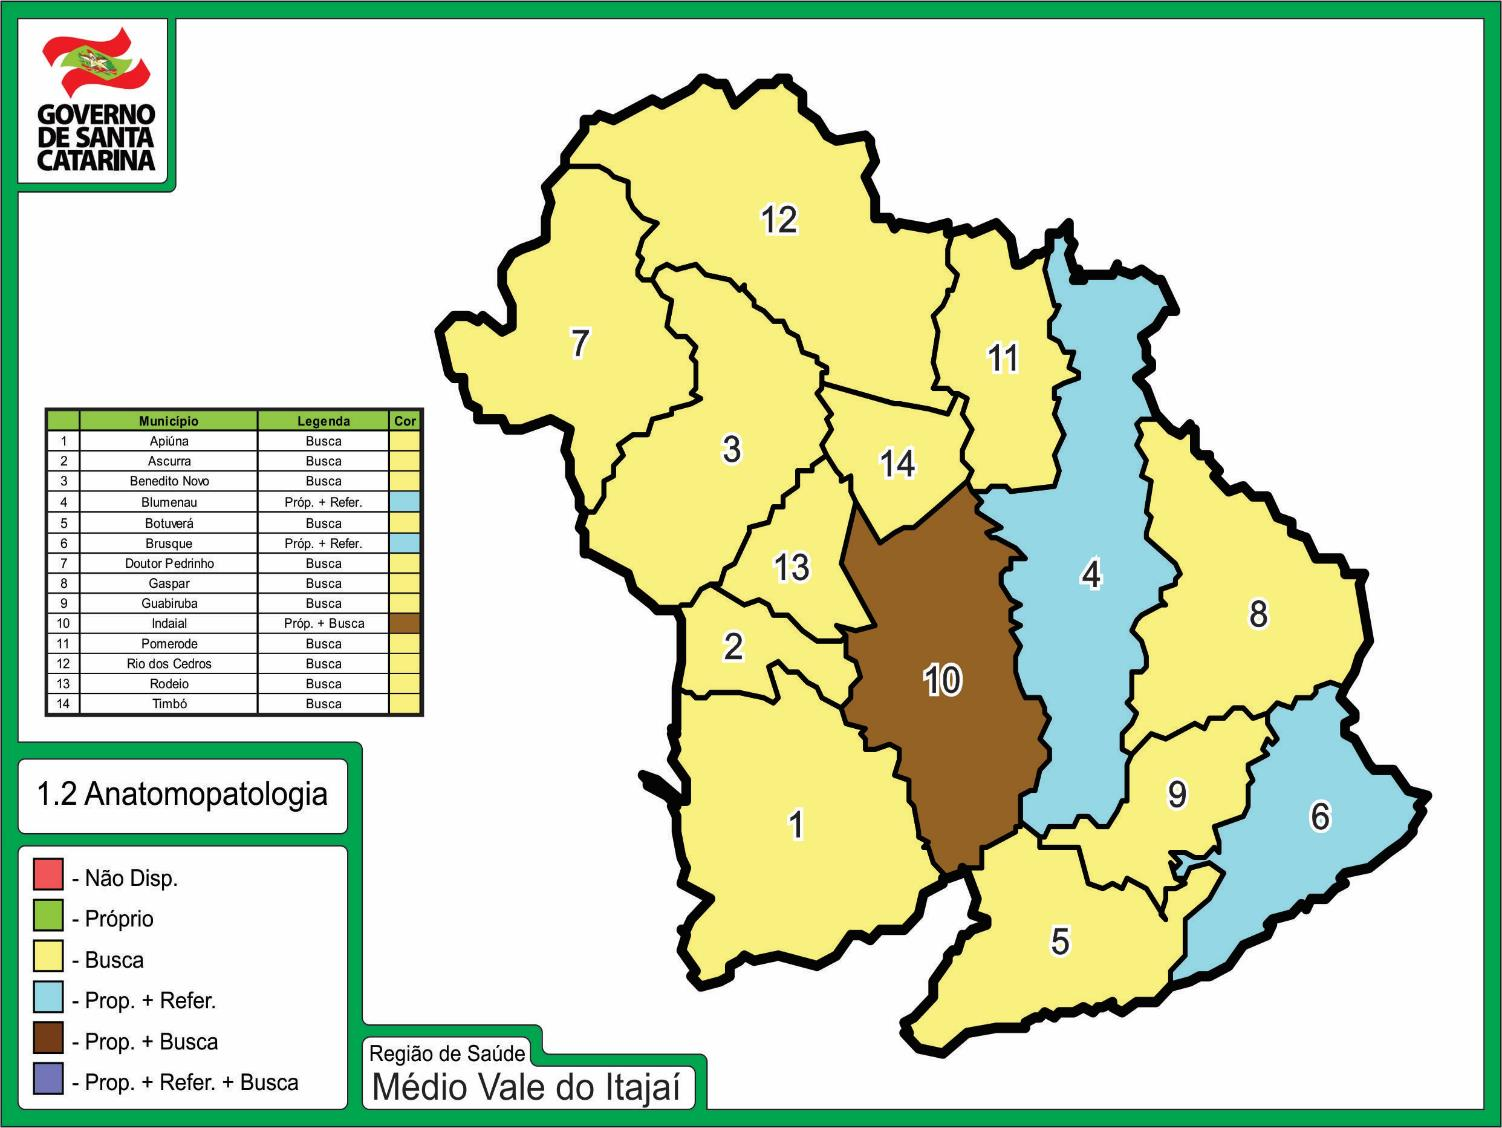 GOVERNO
DE SANTA
CATARINA
12
7
11
3
14
13
4
8
2
10
1
9
6
5
Município Legenda Cor
1 Apiúna Busca
2 Ascurra Busca
3 Benedito Novo Busca
4 Blumenau Próp. + Refer.
5 Botuverá Busca
6 Brusque Próp. + Refer.
7 Doutor Pedrinho Busca
8 Gaspar Busca
9 Guabiruba Busca
10 Indaial Próp. + Busca
11 Pomerode Busca
12 Rio dos Cedros Busca
13 Rodeio Busca
14 Timbó Busca
1.2 Anatomopatologia
- Não Disp.
- Próprio
- Busca
- Prop. + Refer.
- Prop. + Busca
- Prop. + Refer. + Busca
Região de Saúde
Médio Vale do Itajaí